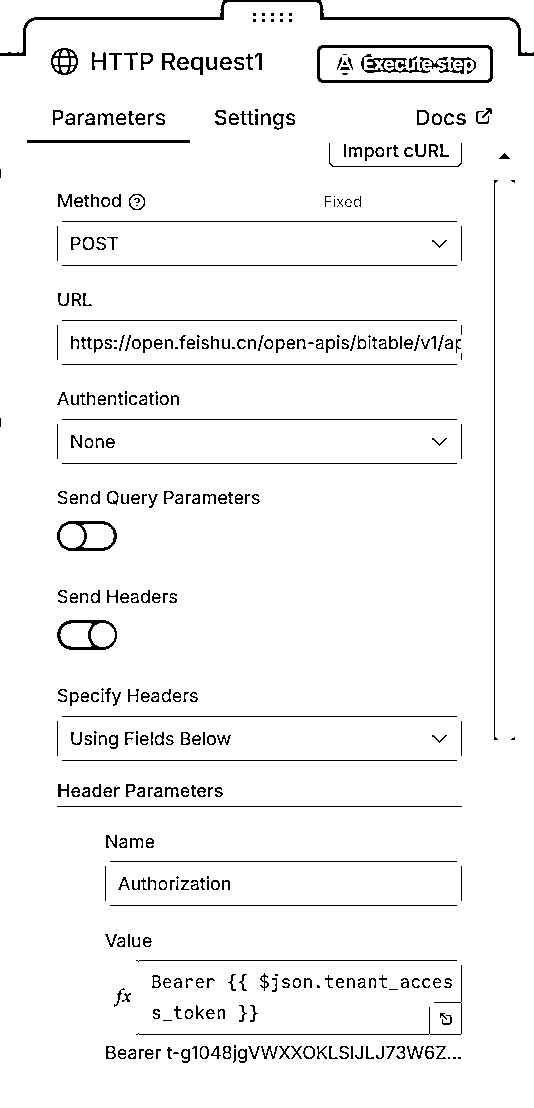 HTTP Request1
Execute step
Parameters
Settings
Docs
Import cURL
Method
Fixed
POST
URL
https://open.feishu.cn/open-apis/bitable/v1/ap
Authentication
None
Send Query Parameters
Send Headers
Specify Headers
Using Fields Below
Header Parameters
Name
Authorization
Value
fx
Bearer {{ $json.tenant_acces
s_token }}
Bearer t-g1048jgVWXXOKLSIJLJ73W6Z...